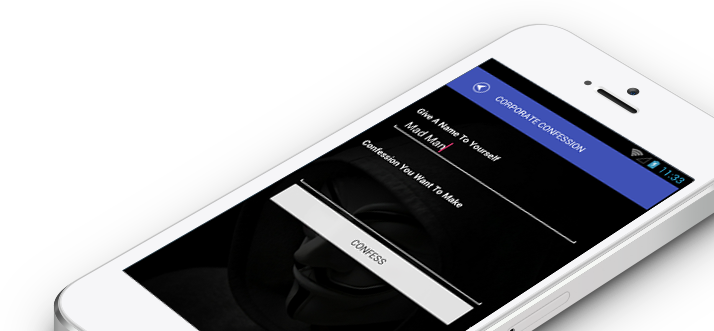 11:33
CORPORATE CONFESSION
Give A Name To Yourself
Mad Man
Confession You Want To Make
CONFESS